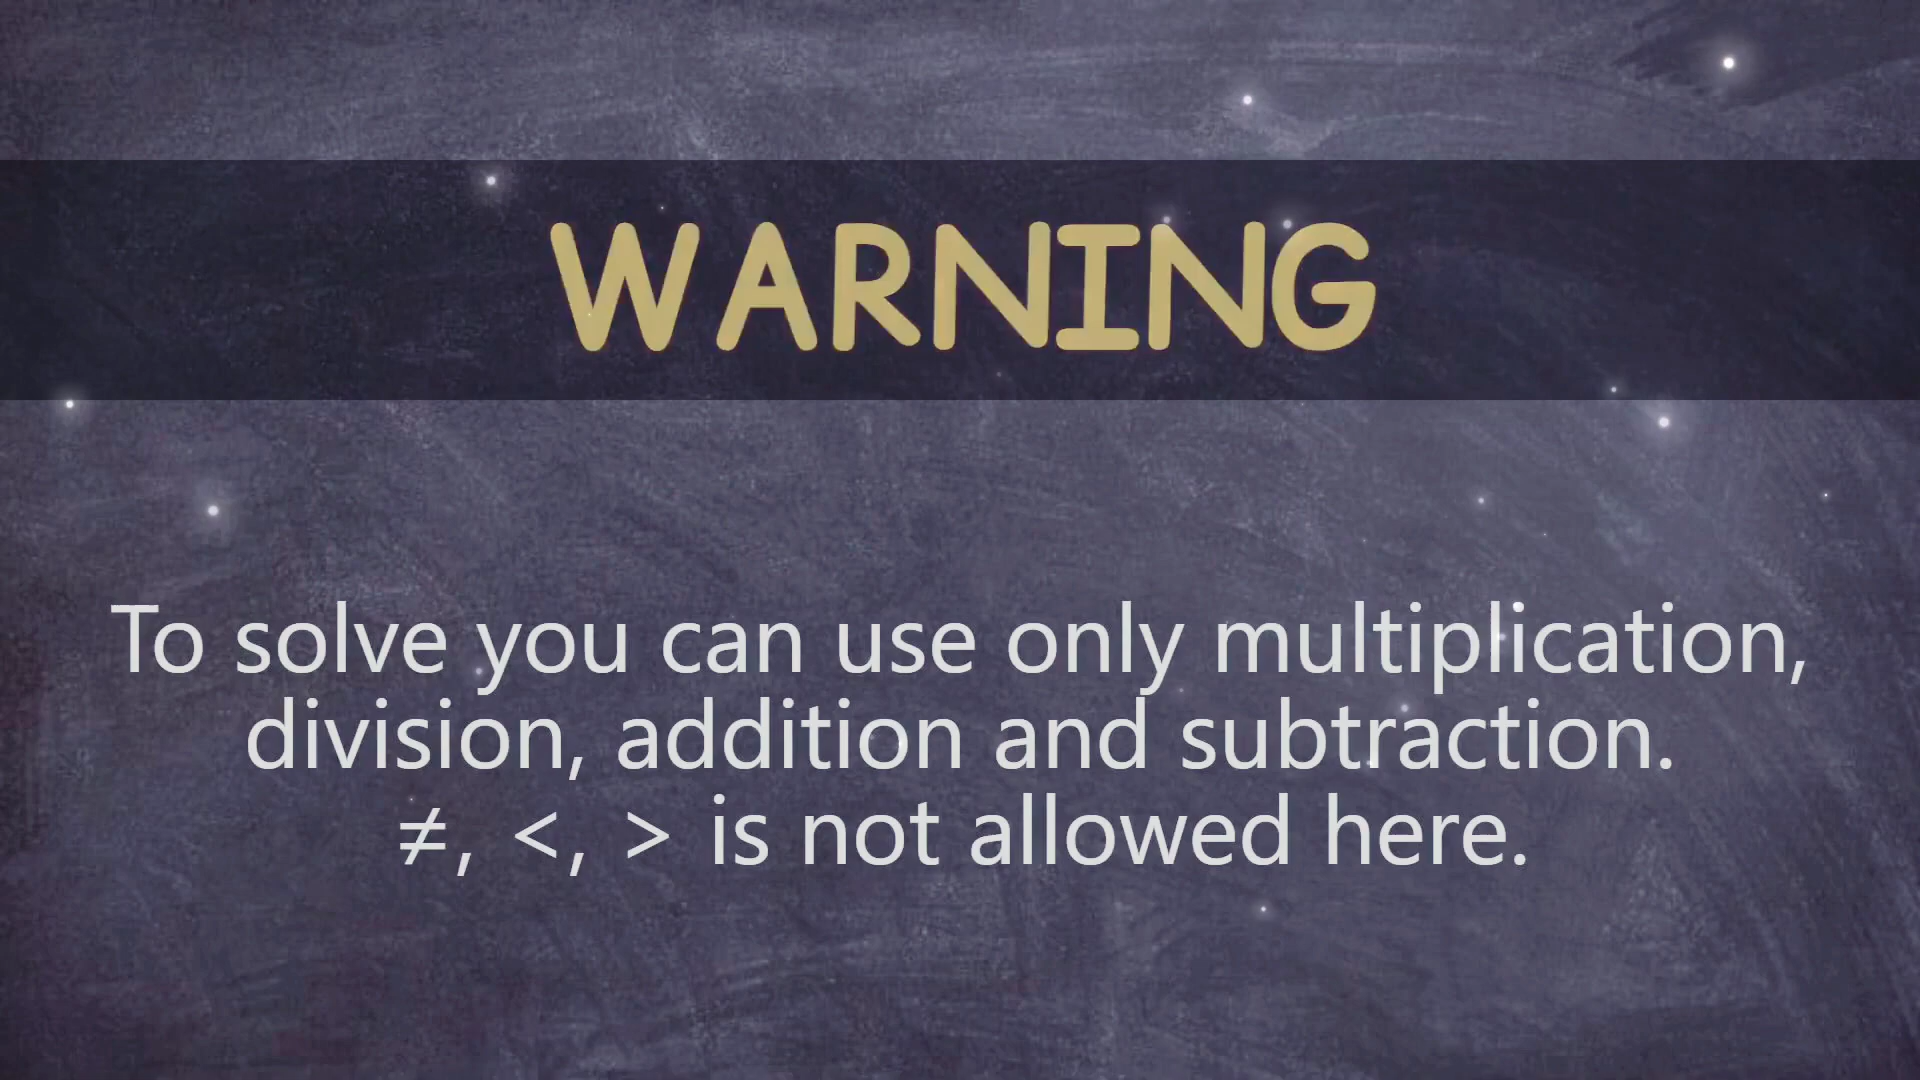 WARNING
To solve you can use only multiplication,
division, addition and subtraction.
≠, <, > is not allowed here.